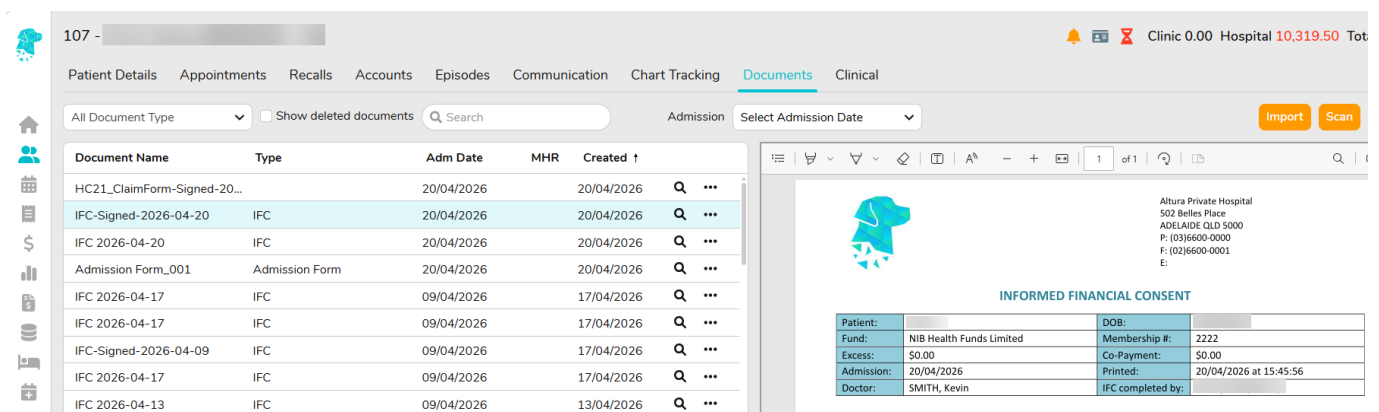 107 -
Clinic 0.00 Hospital 10,319.50 Tot
Patient Details Appointments Recalls Accounts Episodes Communication Chart Tracking Documents Clinical
All Document Type Show deleted documents Search Admission Select Admission Date Import Scan
Document Name Type Adm Date MHR Created ↑
HC21_ClaimForm-Signed-20... 20/04/2026 20/04/2026
IFC-Signed-2026-04-20 IFC 20/04/2026 20/04/2026
IFC 2026-04-20 IFC 20/04/2026 20/04/2026
Admission Form_001 Admission Form 20/04/2026 20/04/2026
IFC 2026-04-17 IFC 09/04/2026 17/04/2026
IFC 2026-04-17 IFC 09/04/2026 17/04/2026
IFC-Signed-2026-04-09 IFC 09/04/2026 17/04/2026
IFC 2026-04-17 IFC 09/04/2026 17/04/2026
IFC 2026-04-13 IFC 09/04/2026 13/04/2026
1 of 1
Altura Private Hospital
502 Belles Place
ADELAIDE QLD 5000
P: (03)6600-0000
F: (02)6600-0001
E:
INFORMED FINANCIAL CONSENT
Patient: DOB:
Fund: NIB Health Funds Limited Membership #: 2222
Excess: $0.00 Co-Payment: $0.00
Admission: 20/04/2026 Printed: 20/04/2026 at 15:45:56
Doctor: SMITH, Kevin IFC completed by: